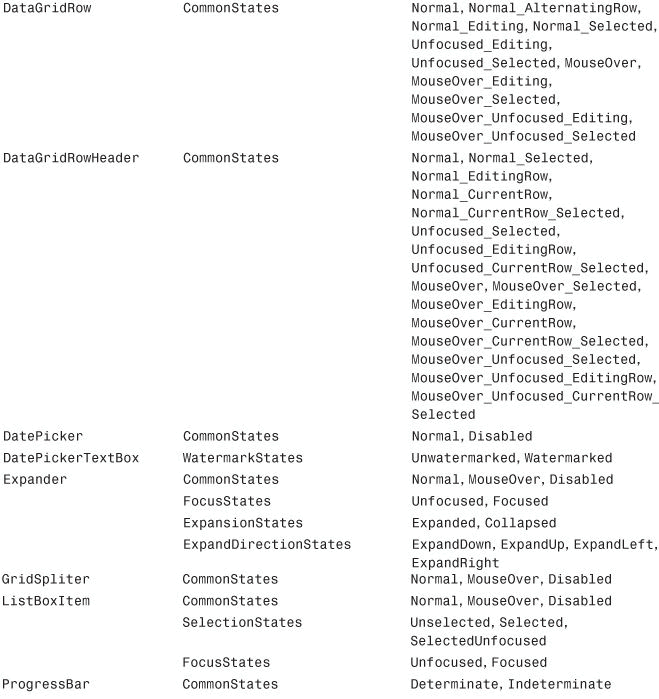 DataGridRow CommonStates Normal, Normal_AlternatingRow,
Normal_Editing, Normal_Selected,
Unfocused_Editing,
Unfocused_Selected, MouseOver,
MouseOver_Editing,
MouseOver_Selected,
MouseOver_Unfocused_Editing,
MouseOver_Unfocused_Selected
DataGridRowHeader CommonStates Normal, Normal_Selected,
Normal_EditingRow,
Normal_CurrentRow,
Normal_CurrentRow_Selected,
Unfocused_Selected,
Unfocused_EditingRow,
Unfocused_CurrentRow_Selected,
MouseOver, MouseOver_Selected,
MouseOver_EditingRow,
MouseOver_CurrentRow,
MouseOver_CurrentRow_Selected,
MouseOver_Unfocused_Selected,
MouseOver_Unfocused_EditingRow,
MouseOver_Unfocused_CurrentRow_
Selected
DatePicker CommonStates Normal, Disabled
DatePickerTextBox WatermarkStates Unwatermarked, Watermarked
Expander CommonStates Normal, MouseOver, Disabled
FocusStates Unfocused, Focused
ExpansionStates Expanded, Collapsed
ExpandDirectionStates ExpandDown, ExpandUp, ExpandLeft,
ExpandRight
GridSpliter CommonStates Normal, MouseOver, Disabled
ListBoxItem CommonStates Normal, MouseOver, Disabled
SelectionStates Unselected, Selected,
SelectedUnfocused
FocusStates Unfocused, Focused
ProgressBar CommonStates Determinate, Indeterminate